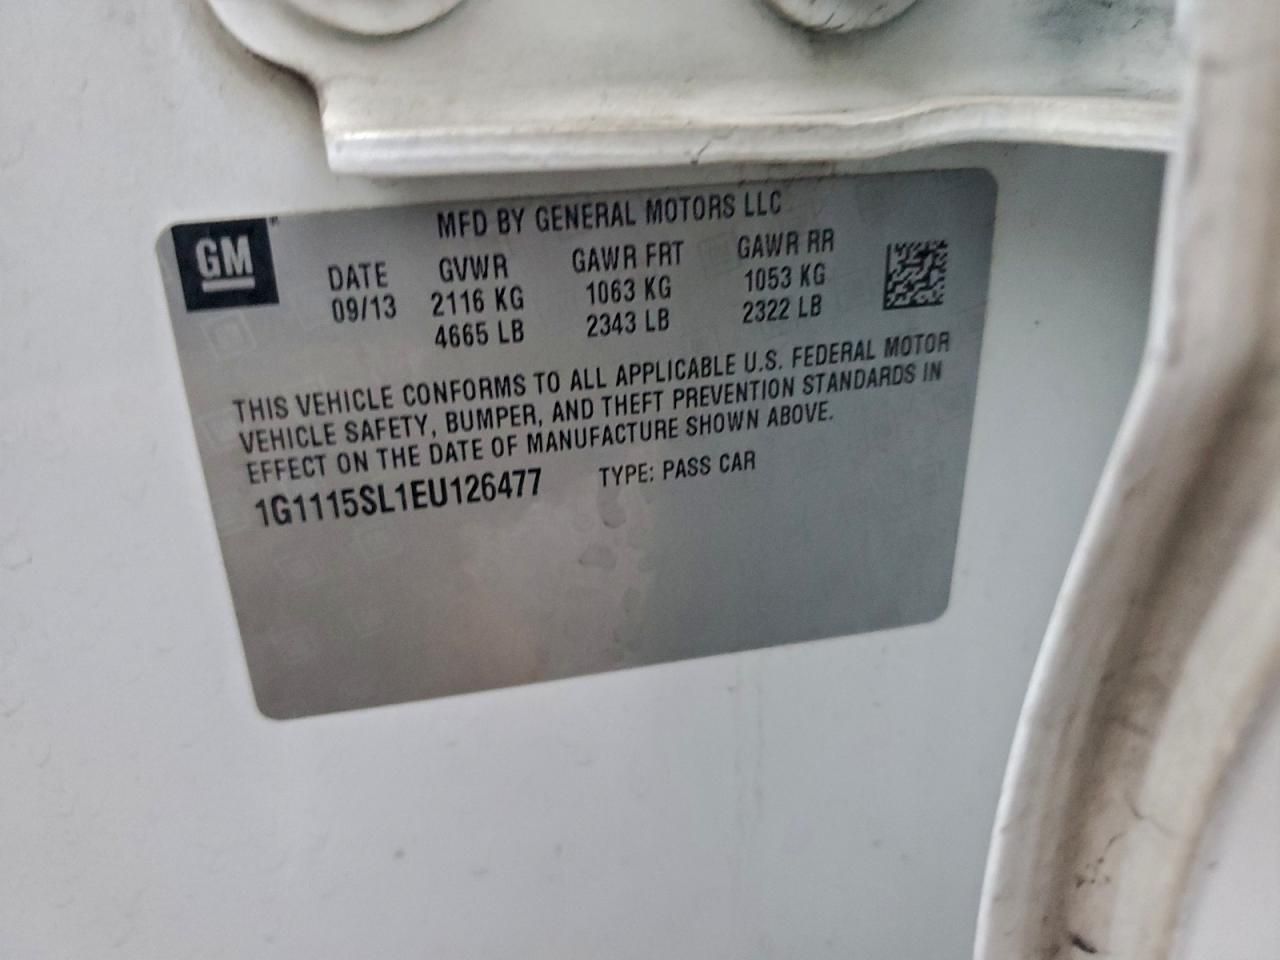 GM
MFD BY GENERAL MOTORS LLC
DATE GVWR GAWR FRT GAWR RR
09/13 2116 KG 1063 KG 1053 KG
4665 LB 2343 LB 2322 LB
THIS VEHICLE CONFORMS TO ALL APPLICABLE U.S. FEDERAL MOTOR
VEHICLE SAFETY, BUMPER, AND THEFT PREVENTION STANDARDS IN
EFFECT ON THE DATE OF MANUFACTURE SHOWN ABOVE.
1G1115SL1EU126477 TYPE: PASS CAR